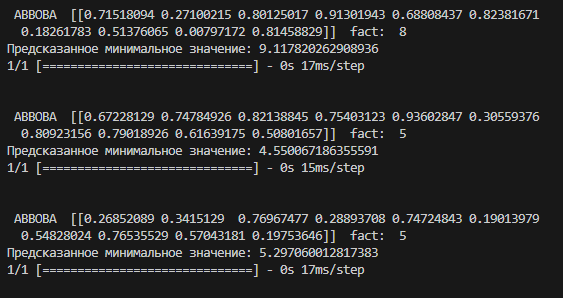 ABBOBA  [[0.71518094 0.27100215 0.80125017 0.91301943 0.68808437 0.82381671
0.18261783 0.51376065 0.00797172 0.81458829]]  fact:  8
Предсказанное минимальное значение: 9.117820262908936
1/1 [==============================] - 0s 17ms/step
ABBOBA  [[0.67228129 0.74784926 0.82138845 0.75403123 0.93602847 0.30559376
0.80923156 0.79018926 0.61639175 0.50801657]]  fact:  5
Предсказанное минимальное значение: 4.550067186355591
1/1 [==============================] - 0s 15ms/step
ABBOBA  [[0.26852089 0.3415129  0.76967477 0.28893708 0.74724843 0.19013979
0.54828024 0.76535529 0.57043181 0.19753646]]  fact:  5
Предсказанное минимальное значение: 5.297060012817383
1/1 [==============================] - 0s 17ms/step